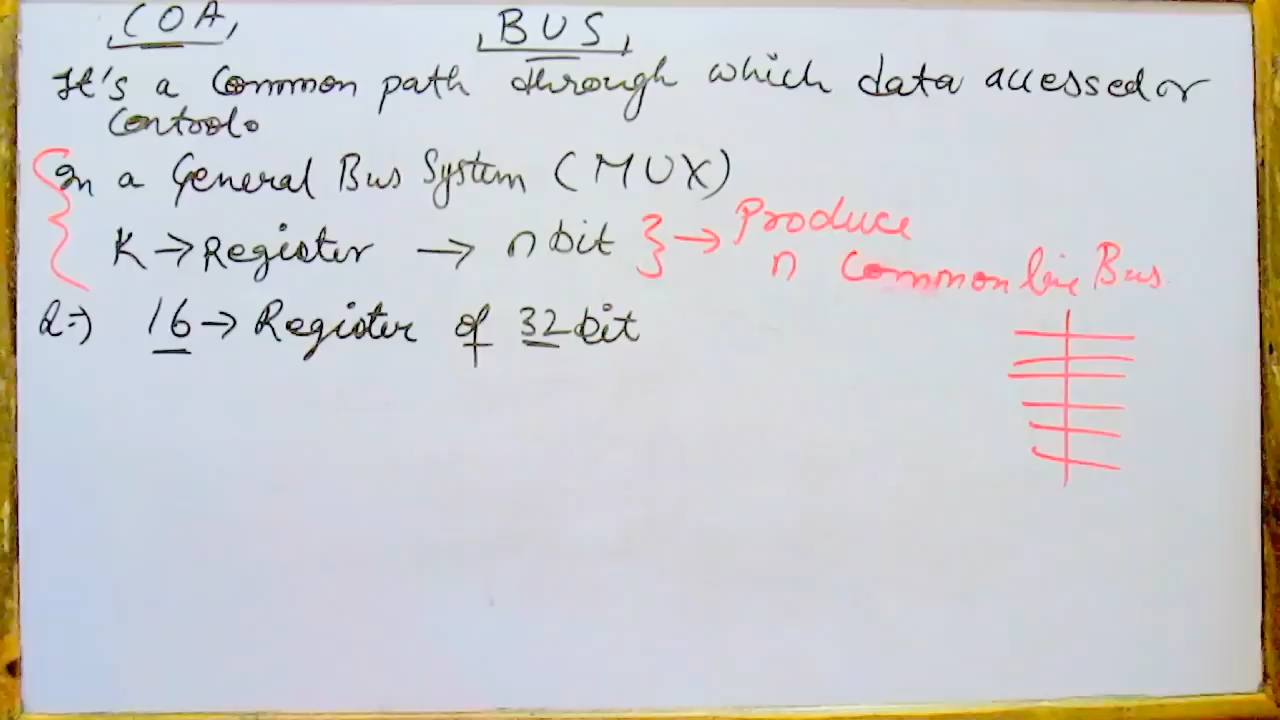 COA, BUS,
It's a Common path through which data accessed or
Control.
In a General Bus System (MUX)
K → Register → n bit } → Produce
n Common line Bus
Q ⇒ 16 → Register of 32 bit